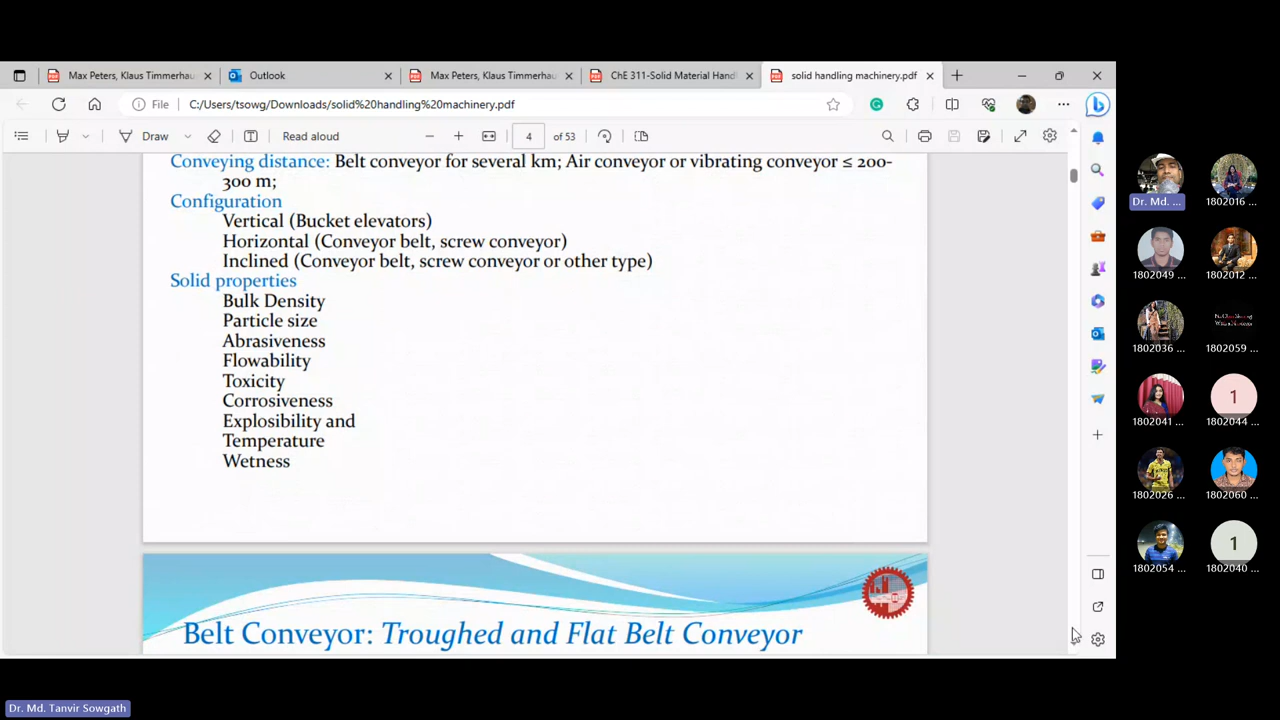 Max Peters, Klaus Timmerhau
Outlook
Max Peters, Klaus Timmerhau
ChE 311-Solid Material Handl
solid handling machinery.pdf
File
C:/Users/tsowg/Downloads/solid%20handling%20machinery.pdf
Draw
Read aloud
4
of 53
Conveying distance: Belt conveyor for several km; Air conveyor or vibrating conveyor ≤ 200-
300 m;
Configuration
Vertical (Bucket elevators)
Horizontal (Conveyor belt, screw conveyor)
Inclined (Conveyor belt, screw conveyor or other type)
Solid properties
Bulk Density
Particle size
Abrasiveness
Flowability
Toxicity
Corrosiveness
Explosibility and
Temperature
Wetness
Belt Conveyor: Troughed and Flat Belt Conveyor
Dr. Md. ...
1802016 ...
1802049 ...
1802012 ...
1802036 ...
1802059 ...
1802041 ...
1
1802044 ...
1802026 ...
1802060 ...
1802054 ...
1
1802040 ...
Dr. Md. Tanvir Sowgath